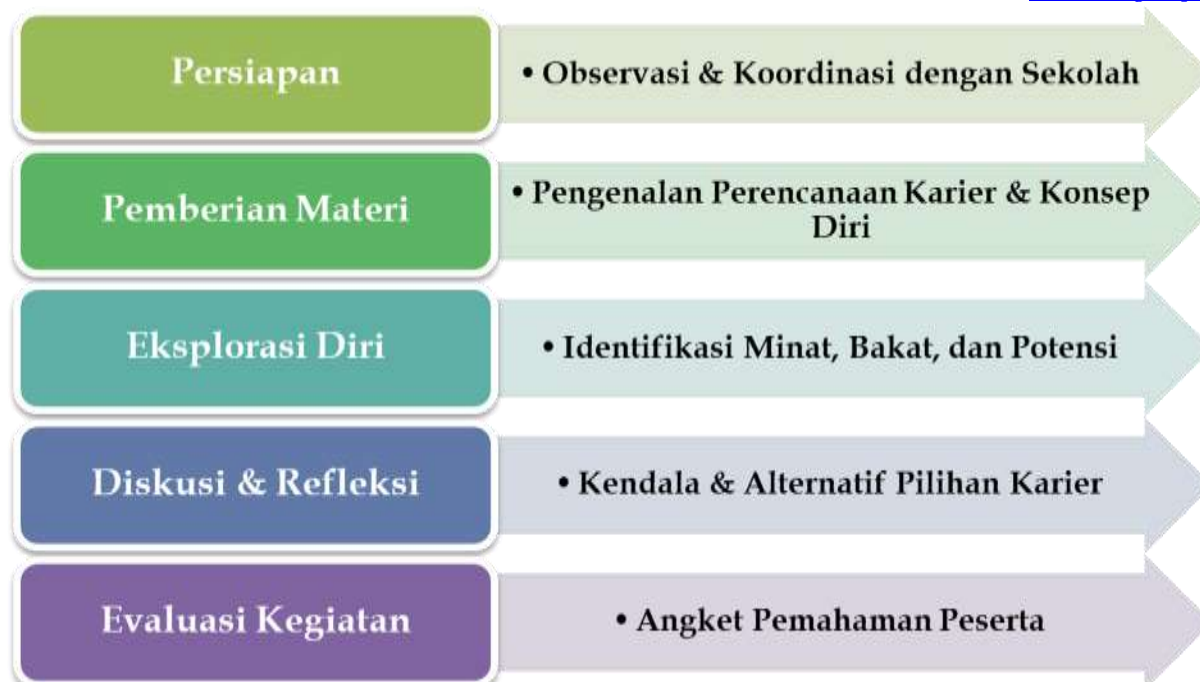 Persiapan
• Observasi & Koordinasi dengan Sekolah
Pemberian Materi
• Pengenalan Perencanaan Karier & Konsep
Diri
Eksplorasi Diri
• Identifikasi Minat, Bakat, dan Potensi
Diskusi & Refleksi
• Kendala & Alternatif Pilihan Karier
Evaluasi Kegiatan
• Angket Pemahaman Peserta